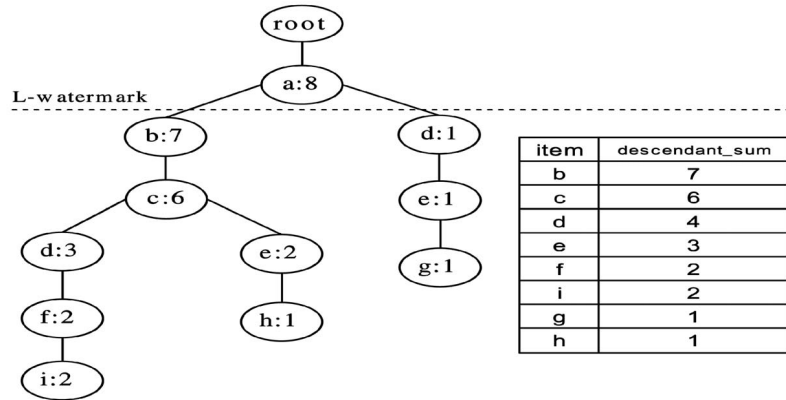 root
a:8
L-watermark
b:7
d:1
c:6
e:1
d:3
e:2
g:1
f:2
h:1
i:2
item descendant_sum
b 7
c 6
d 4
e 3
f 2
i 2
g 1
h 1